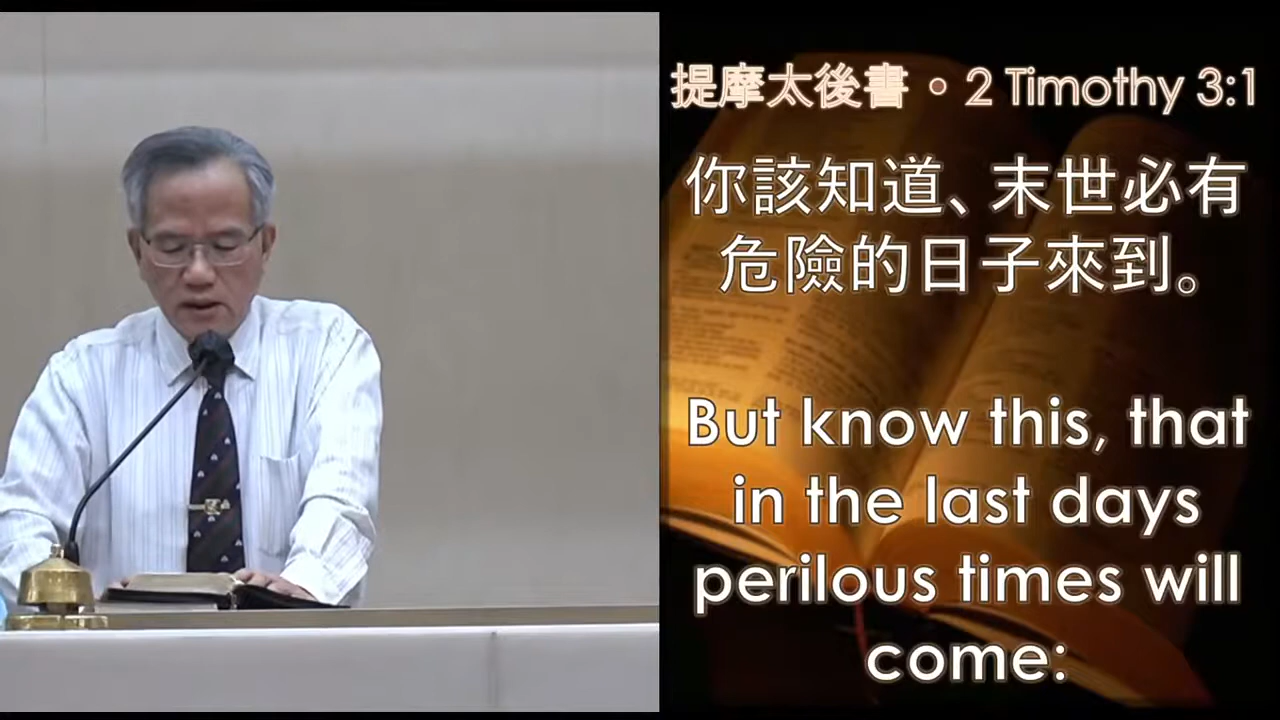 提摩太後書。2 Timothy 3:1
你該知道、末世必有
危險的日子來到。
But know this, that
in the last days
perilous times will
come: